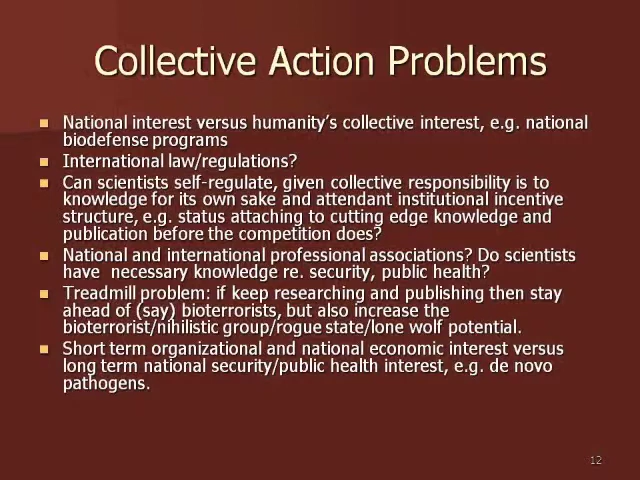 Collective Action Problems
National interest versus humanity's collective interest, e.g. national
biodefense programs
International law/regulations?
Can scientists self-regulate, given collective responsibility is to
knowledge for its own sake and attendant institutional incentive
structure, e.g. status attaching to cutting edge knowledge and
publication before the competition does?
National and international professional associations? Do scientists
have necessary knowledge re. security, public health?
Treadmill problem: if keep researching and publishing then stay
ahead of (say) bioterrorists, but also increase the
bioterrorist/nihilistic group/rogue state/lone wolf potential.
Short term organizational and national economic interest versus
long term national security/public health interest, e.g. de novo
pathogens.
12